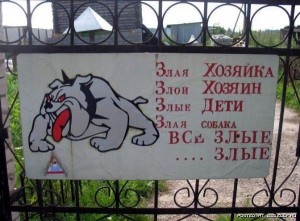 Злая Хозяйка
Злой Хозяин
Злые Дети
Злая собака
ВСЕ ЗЛЫЕ
.... ЗЛЫЕ